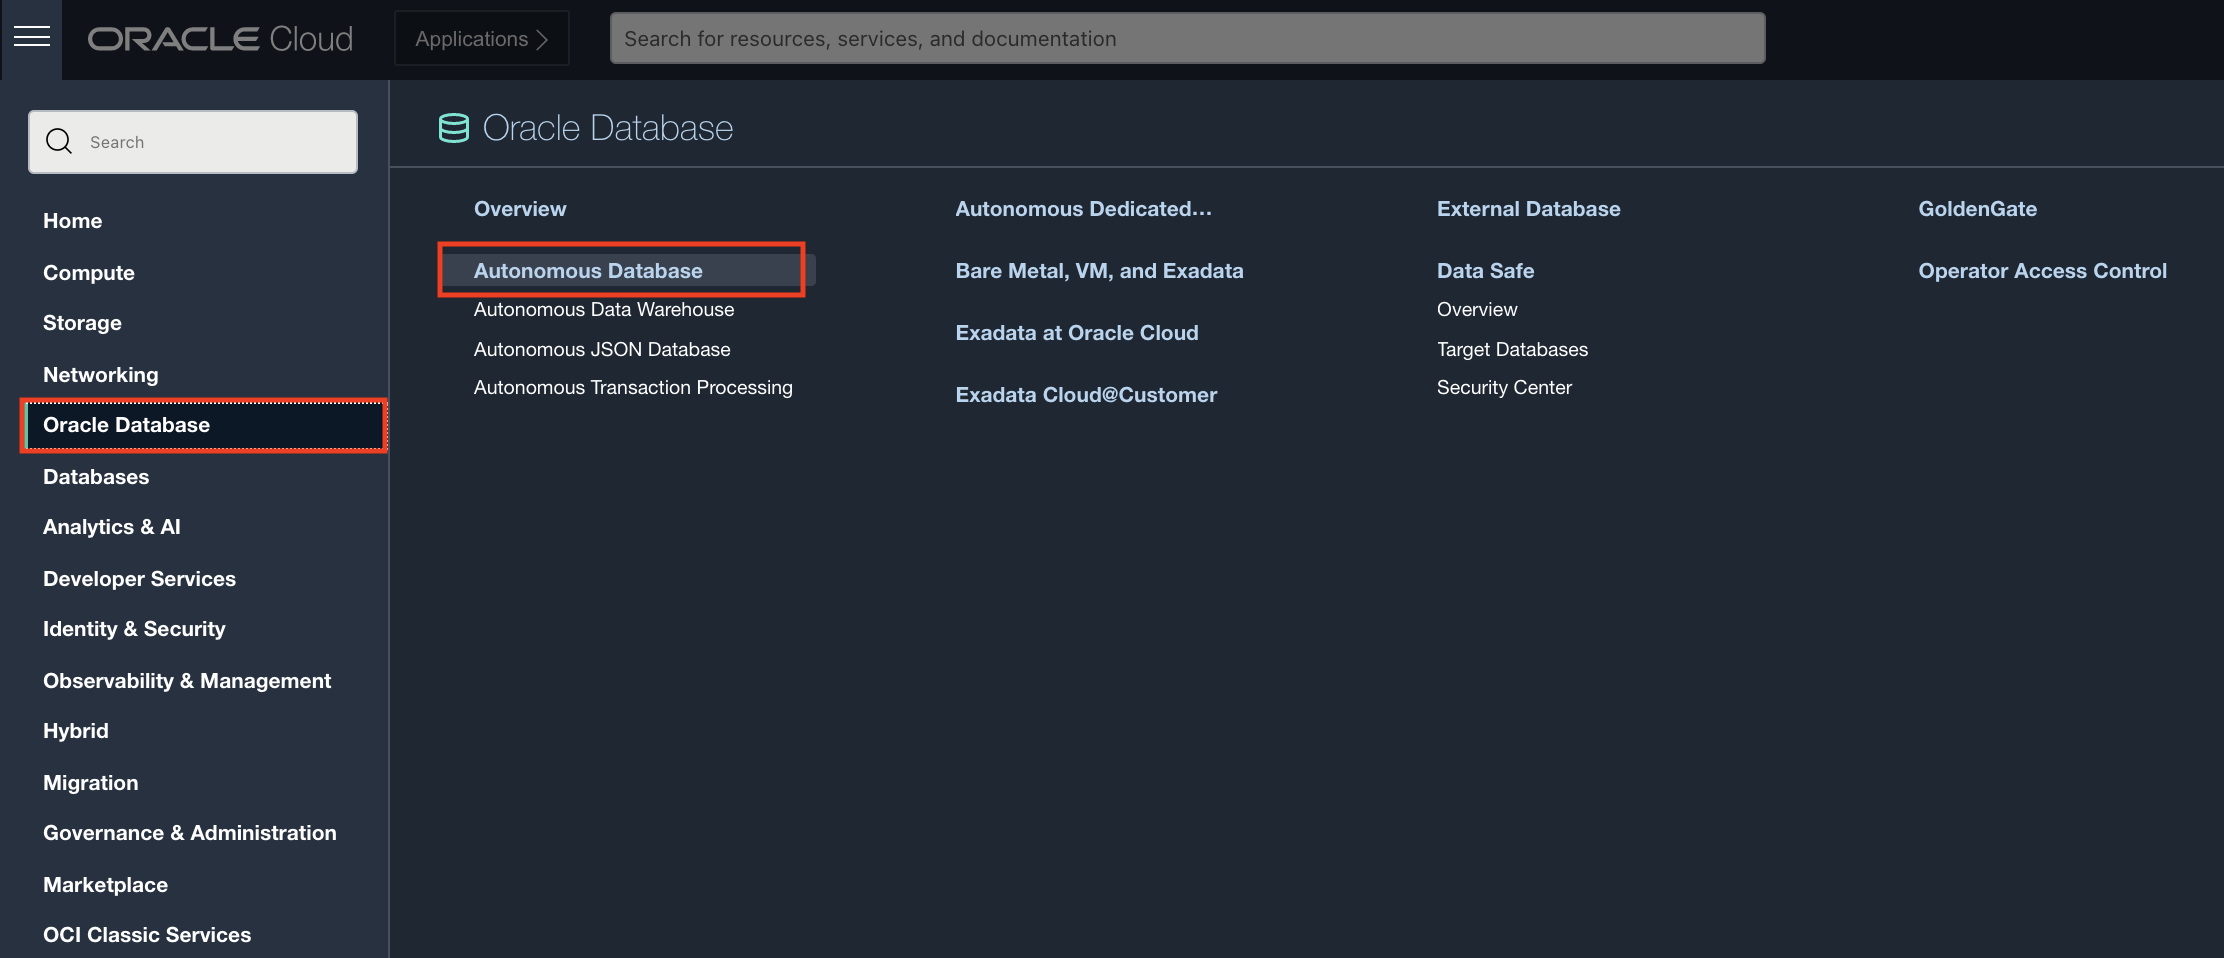 ORACLE Cloud
Applications
Search for resources, services, and documentation
Search
Home
Compute
Storage
Networking
Oracle Database
Databases
Analytics & AI
Developer Services
Identity & Security
Observability & Management
Hybrid
Migration
Governance & Administration
Marketplace
OCI Classic Services
Oracle Database
Overview
Autonomous Database
Autonomous Data Warehouse
Autonomous JSON Database
Autonomous Transaction Processing
Autonomous Dedicated...
Bare Metal, VM, and Exadata
Exadata at Oracle Cloud
Exadata Cloud@Customer
External Database
Data Safe
Overview
Target Databases
Security Center
GoldenGate
Operator Access Control